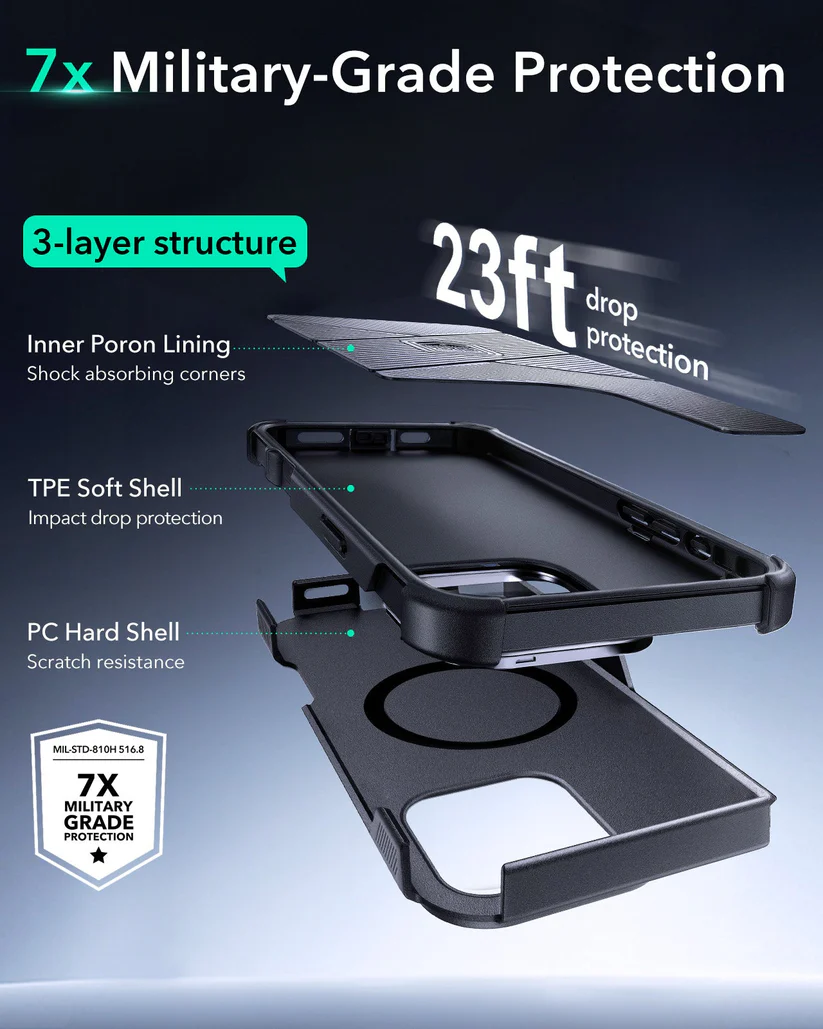 7x Military-Grade Protection
3-layer structure
23ft drop
protection
Inner Poron Lining
Shock absorbing corners
TPE Soft Shell
Impact drop protection
PC Hard Shell
Scratch resistance
MIL-STD-810H 516.8
7X
MILITARY
GRADE
PROTECTION